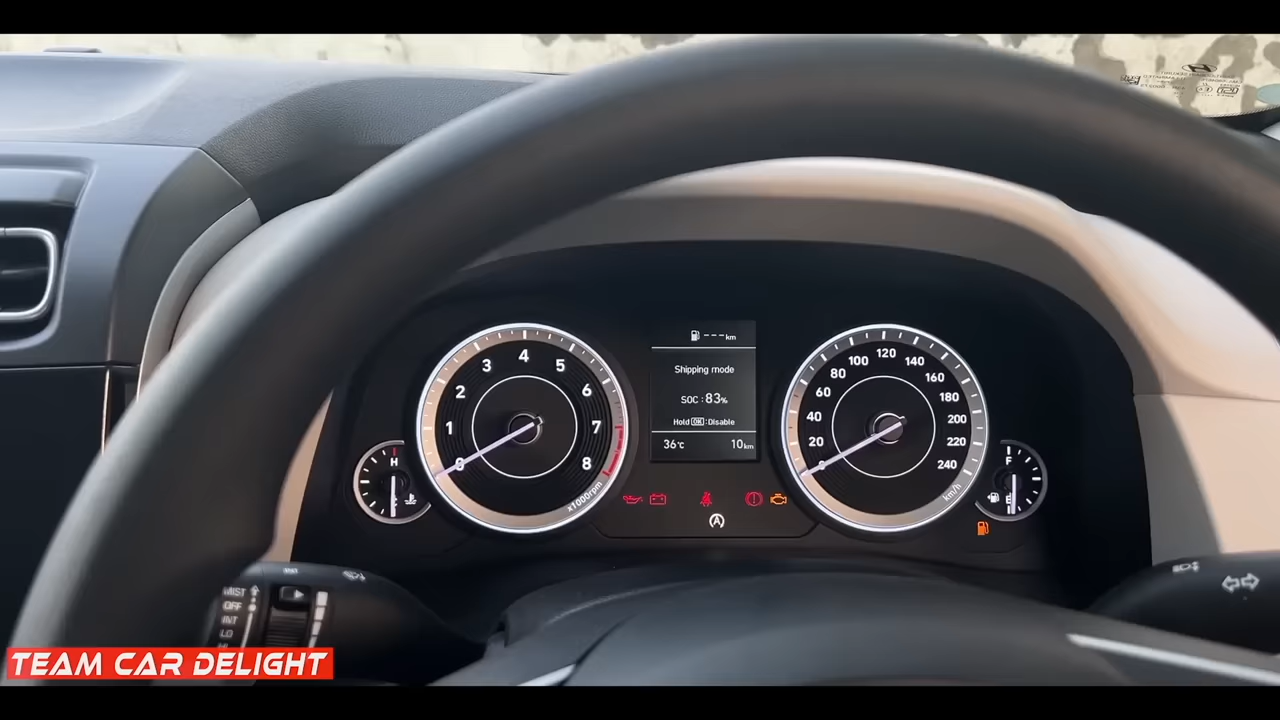 ---km
Shipping mode
SOC : 83%
Hold OK :Disable
36°C 10km
0 1 2 3 4 5 6 7 8
x1000rpm
0 20 40 60 80 100 120 140 160 180 200 220 240
km/h
H
F
E
A
MIST
OFF
INT
LO
TEAM CAR DELIGHT